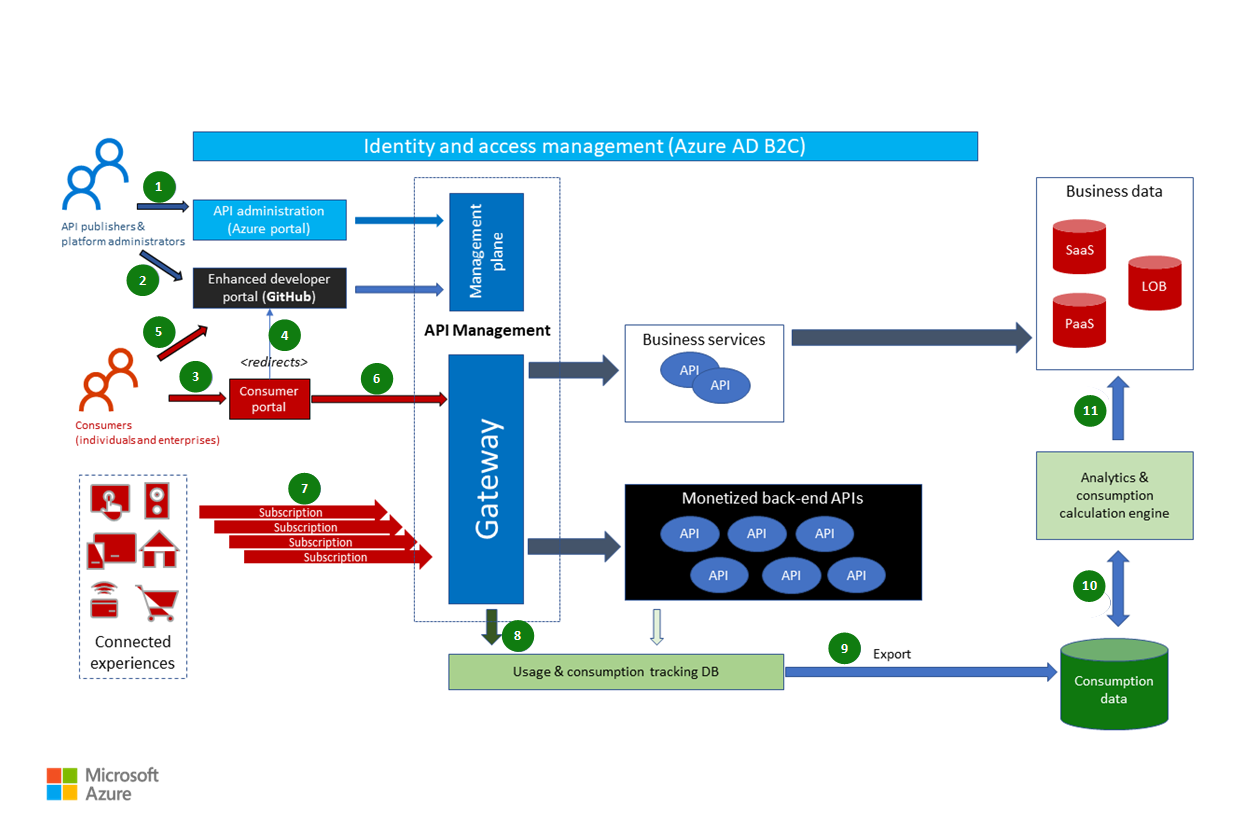 Identity and access management (Azure AD B2C)
1
API publishers &
platform administrators
API administration
(Azure portal)
2
Enhanced developer
portal (GitHub)
Management
plane
API Management
5
4
<redirects>
3
Consumer
portal
6
Consumers
(individuals and enterprises)
Gateway
Business services
API
API
Business data
SaaS
LOB
PaaS
7
Subscription
Subscription
Subscription
Subscription
Connected
experiences
Monetized back-end APIs
API
API
API
API
API
API
11
Analytics &
consumption
calculation engine
10
8
Usage & consumption tracking DB
9
Export
Consumption
data
Microsoft
Azure